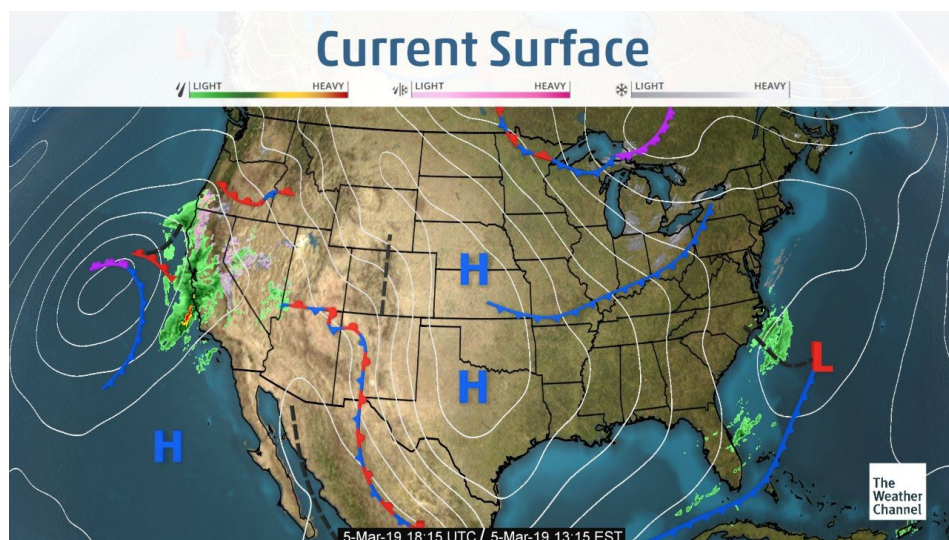 Current Surface
LIGHT HEAVY LIGHT HEAVY LIGHT HEAVY
H
H
L
H
The
Weather
Channel
5-Mar-19 18:15 UTC / 5-Mar-19 13:15 EST